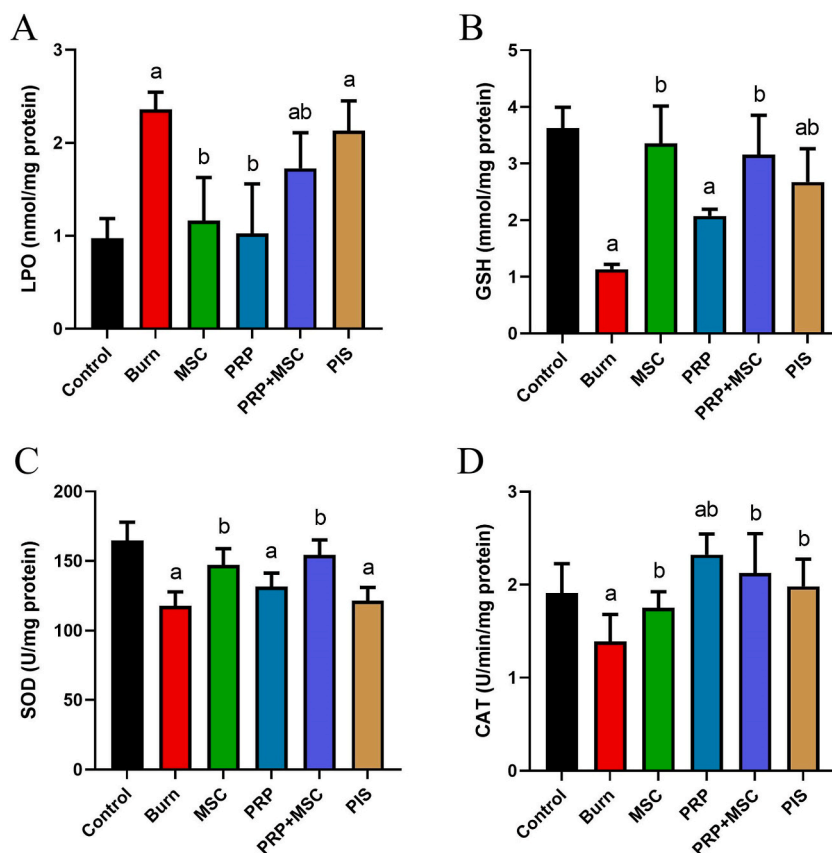 A
LPO (nmol/mg protein)
3
2
1
0
a
b
b
ab
a
Control
Burn
MSC
PRP
PRP+MSC
PIS
B
GSH (mmol/mg protein)
5
4
3
2
1
0
a
b
a
b
ab
Control
Burn
MSC
PRP
PRP+MSC
PIS
C
SOD (U/mg protein)
200
150
100
50
0
a
b
a
b
a
Control
Burn
MSC
PRP
PRP+MSC
PIS
D
CAT (U/min/mg protein)
3
2
1
0
a
b
ab
b
b
Control
Burn
MSC
PRP
PRP+MSC
PIS